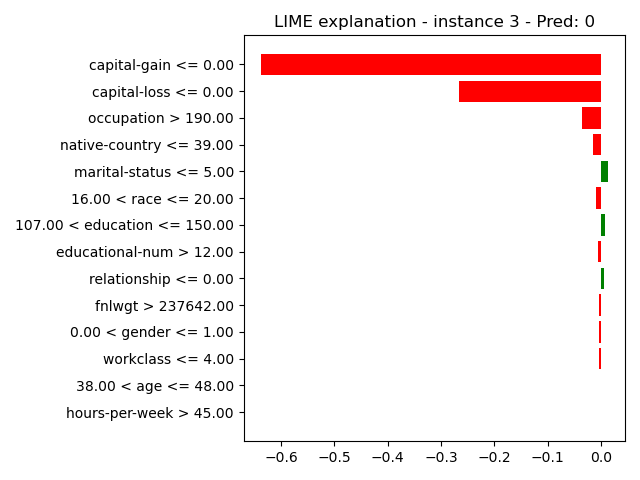 LIME explanation - instance 3 - Pred: 0
capital-gain <= 0.00
capital-loss <= 0.00
occupation > 190.00
native-country <= 39.00
marital-status <= 5.00
16.00 < race <= 20.00
107.00 < education <= 150.00
educational-num > 12.00
relationship <= 0.00
fnlwgt > 237642.00
0.00 < gender <= 1.00
workclass <= 4.00
38.00 < age <= 48.00
hours-per-week > 45.00
−0.6 −0.5 −0.4 −0.3 −0.2 −0.1 0.0